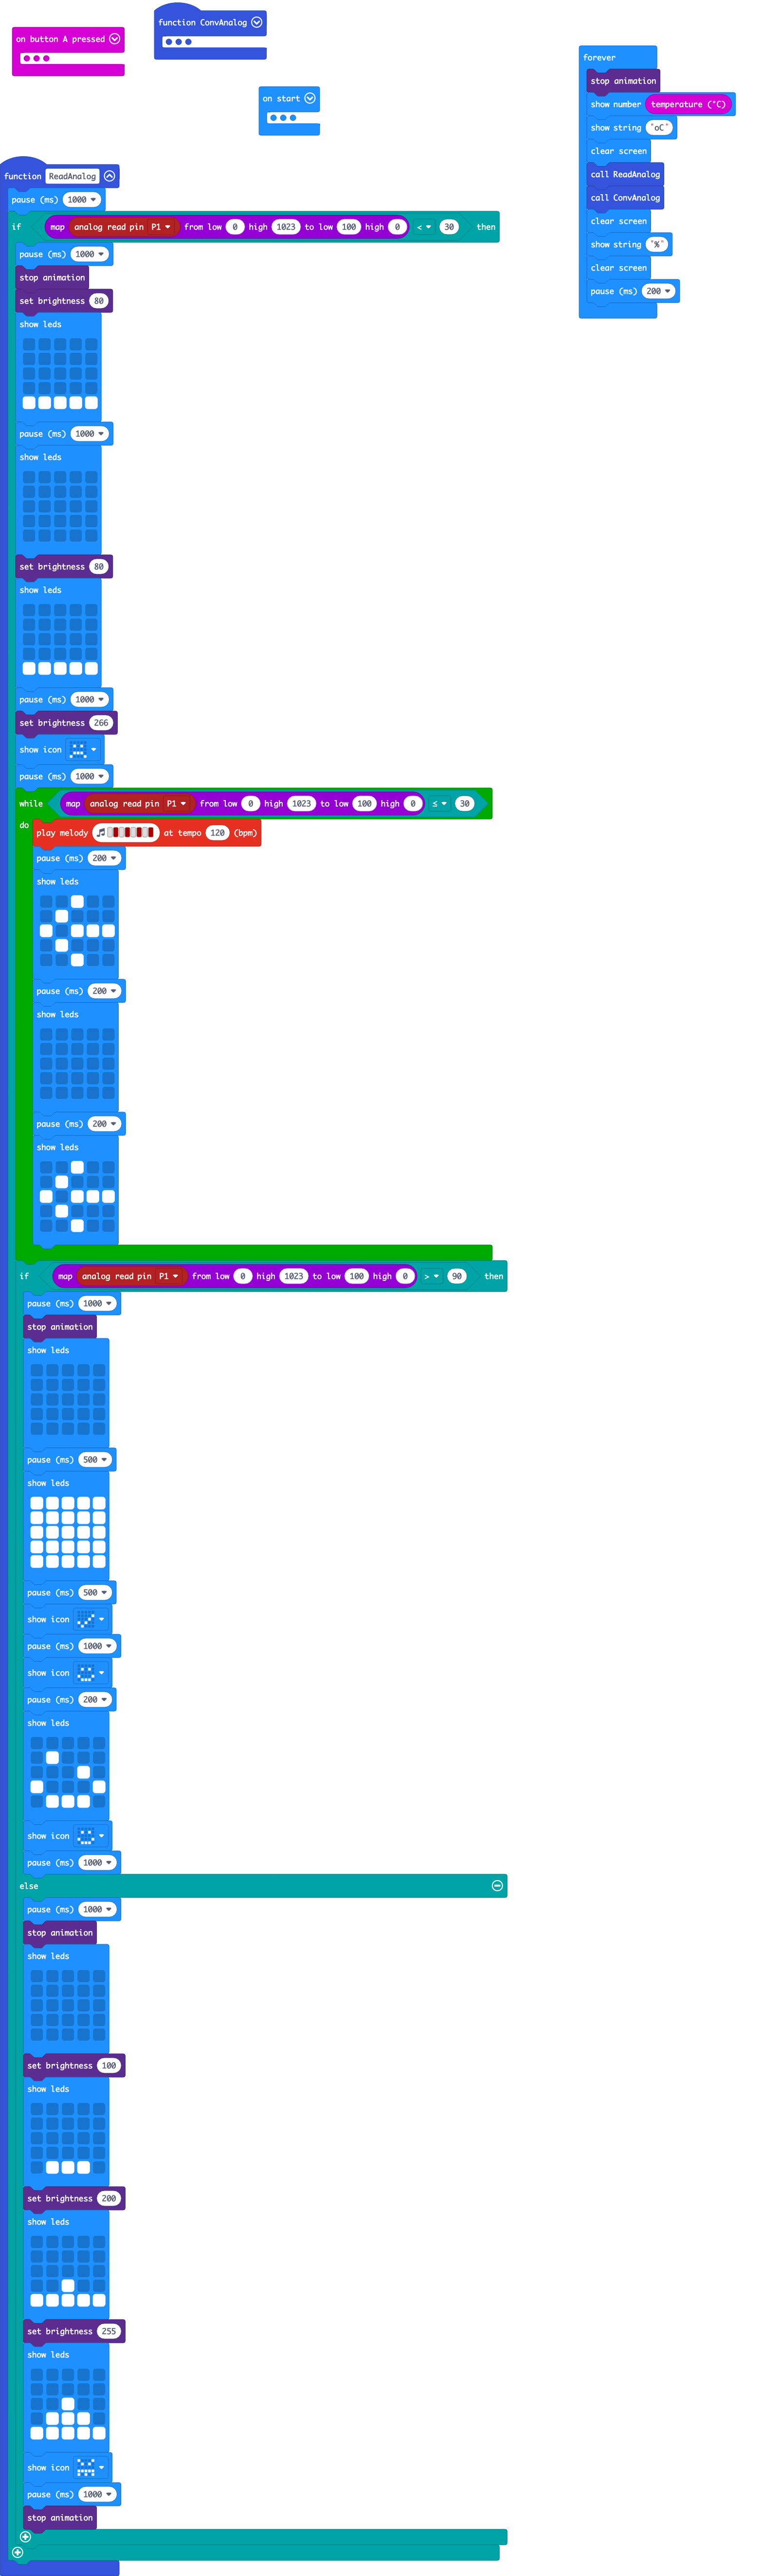 function ConvAnalog
on button A pressed
on start
forever
stop animation
show number temperature (°C)
show string "oC"
clear screen
call ReadAnalog
call ConvAnalog
clear screen
show string "%"
clear screen
pause (ms) 200
function ReadAnalog
pause (ms) 1000
if map analog read pin P1 from low 0 high 1023 to low 100 high 0 < 30 then
pause (ms) 1000
stop animation
set brightness 80
show leds
pause (ms) 1000
show leds
set brightness 80
show leds
pause (ms) 1000
set brightness 266
show icon
pause (ms) 1000
while map analog read pin P1 from low 0 high 1023 to low 100 high 0 ≤ 30
do
play melody at tempo 120 (bpm)
pause (ms) 200
show leds
pause (ms) 200
show leds
pause (ms) 200
show leds
if map analog read pin P1 from low 0 high 1023 to low 100 high 0 > 90 then
pause (ms) 1000
stop animation
show leds
pause (ms) 500
show leds
pause (ms) 500
show icon
pause (ms) 1000
show icon
pause (ms) 200
show leds
show icon
pause (ms) 1000
else
pause (ms) 1000
stop animation
show leds
set brightness 100
show leds
set brightness 200
show leds
set brightness 255
show leds
show icon
pause (ms) 1000
stop animation